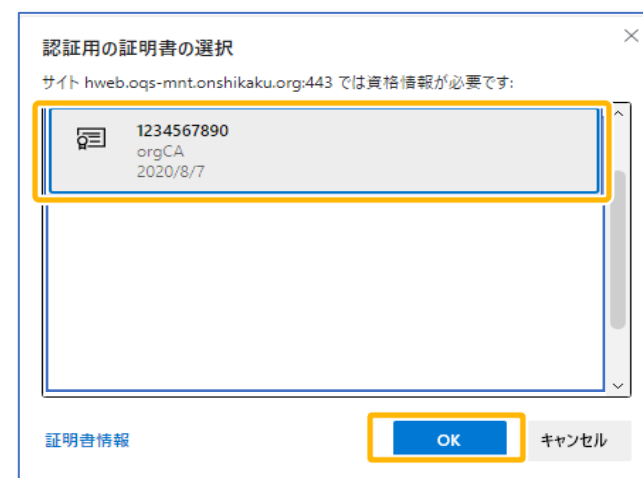 認証用の証明書の選択
サイト hweb.oqs-mnt.onshikaku.org:443 では資格情報が必要です:
1234567890
orgCA
2020/8/7
証明書情報
OK
キャンセル